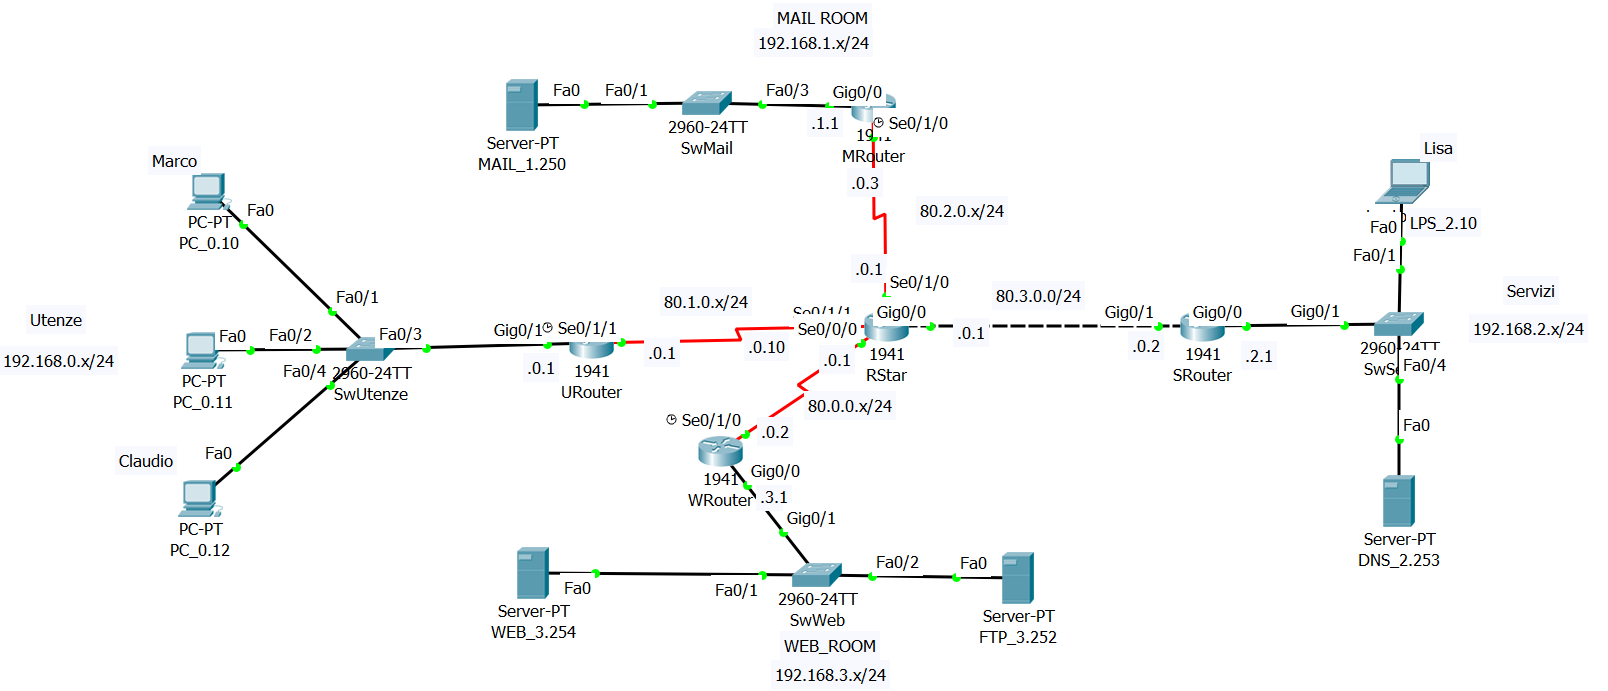 MAIL ROOM
192.168.1.x/24
Fa0
Fa0/1
Fa0/3
Gig0/0
Server-PT
MAIL_1.250
2960-24TT
SwMail
.1.1
Se0/1/0
1941
MRouter
.0.3
80.2.0.x/24
.0.1
Se0/1/0
Marco
Fa0
PC-PT
PC_0.10
Fa0/1
Utenze
192.168.0.x/24
Fa0
Fa0/2
Fa0/3
PC-PT
PC_0.11
Fa0/4
2960-24TT
SwUtenze
Claudio
Fa0
PC-PT
PC_0.12
Gig0/1
Se0/1/1
.0.1
1941
URouter
.0.1
80.1.0.x/24
.0.10
Se0/1/1
Se0/0/0
Gig0/0
.0.1
1941
RStar
.0.1
80.3.0.0/24
Gig0/1
.0.2
Gig0/0
1941
SRouter
.2.1
Gig0/1
Lisa
Fa0
LPS_2.10
Fa0/1
Servizi
192.168.2.x/24
2960-24TT
Fa0/4
Fa0
Server-PT
DNS_2.253
80.0.0.x/24
Se0/1/0
.0.2
1941
WRouter
Gig0/0
.3.1
Gig0/1
Fa0
Fa0/1
Fa0/2
Fa0
Server-PT
WEB_3.254
2960-24TT
SwWeb
Server-PT
FTP_3.252
WEB_ROOM
192.168.3.x/24